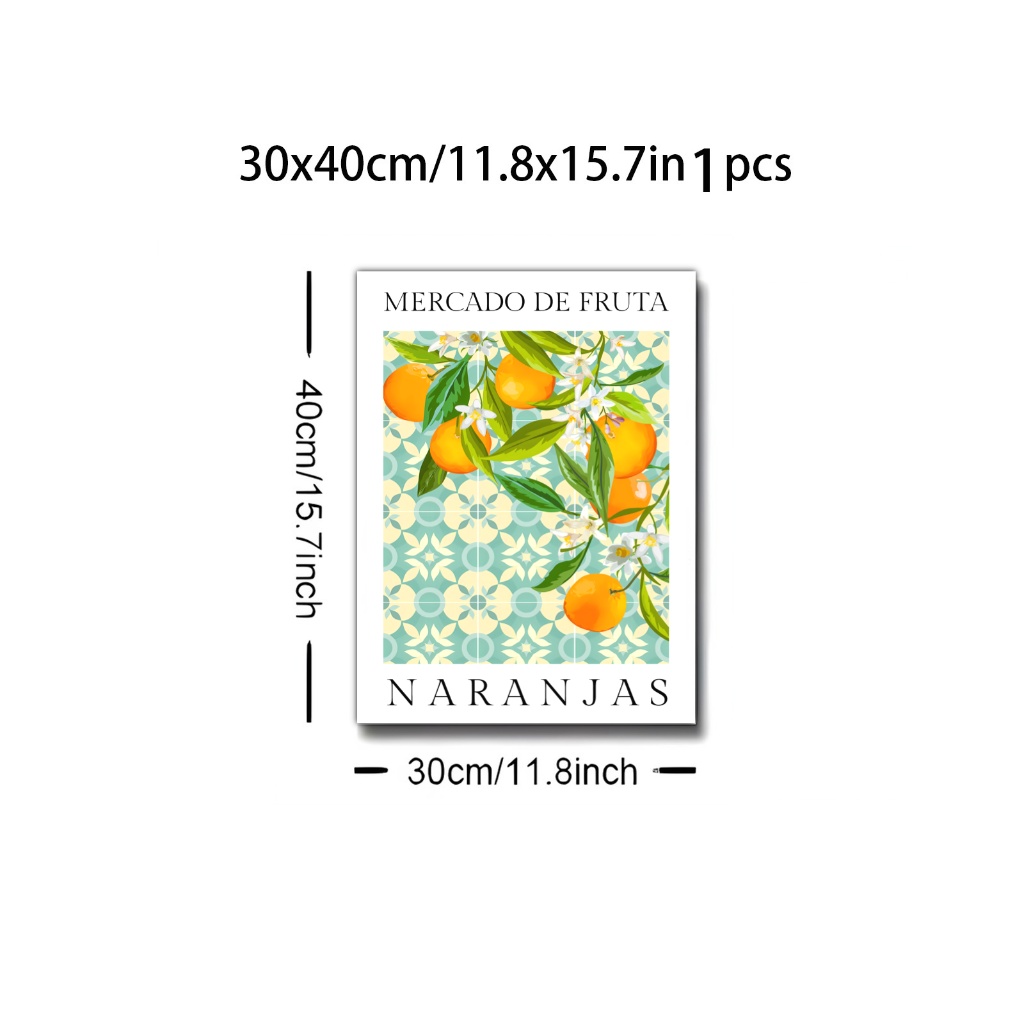 30x40cm/11.8x15.7in 1 pcs
MERCADO DE FRUTA
40cm/15.7inch
NARANJAS
30cm/11.8inch